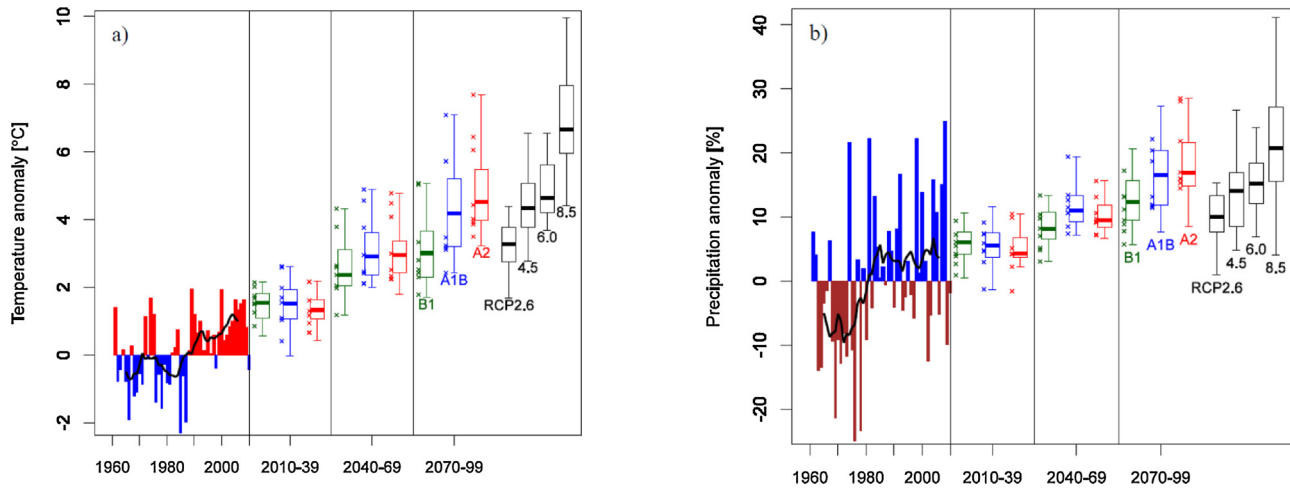 a)
Temperature anomaly [°C]
10
8
6
4
2
0
-2
B1
A1B
A2
RCP2.6
4.5
6.0
8.5
1960
1980
2000
2010-39
2040-69
2070-99
b)
Precipitation anomaly [%]
40
30
20
10
0
-10
-20
B1
A1B
A2
RCP2.6
4.5
6.0
8.5
1960
1980
2000
2010-39
2040-69
2070-99